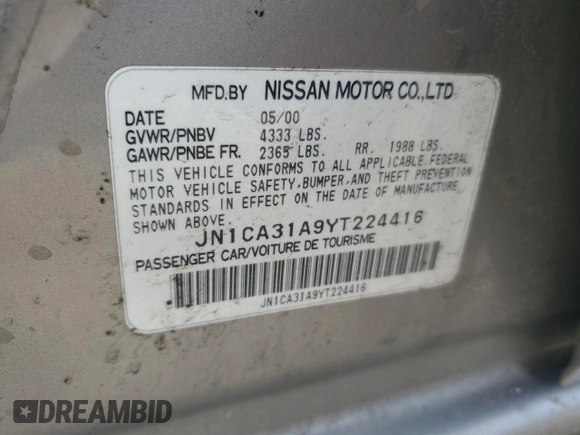 MFD.BY NISSAN MOTOR CO.,LTD
DATE 05/00
GVWR/PNBV 4333 LBS.
GAWR/PNBE FR. 2365 LBS. RR. 1988 LBS.
THIS VEHICLE CONFORMS TO ALL APPLICABLE FEDERAL
MOTOR VEHICLE SAFETY,BUMPER,AND THEFT PREVENTION
STANDARDS IN EFFECT ON THE DATE OF MANUFACTURE
SHOWN ABOVE.
JN1CA31A9YT224416
PASSENGER CAR/VOITURE DE TOURISME
JN1CA31A9YT224416
DREAMBID